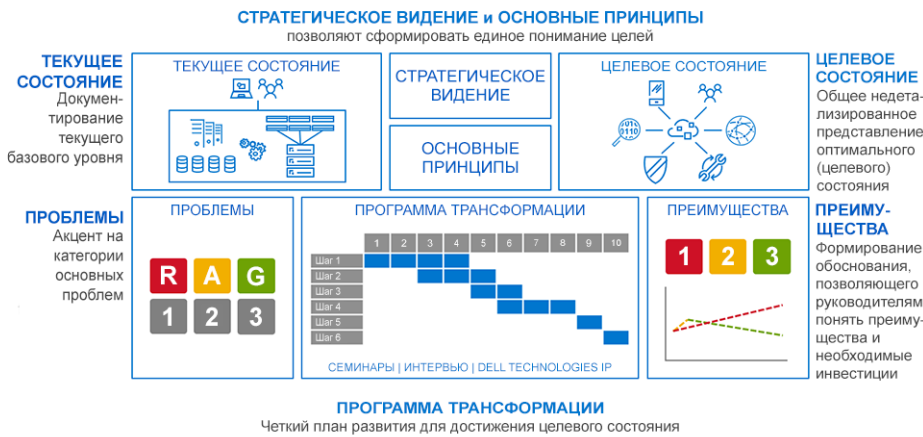 СТРАТЕГИЧЕСКОЕ ВИДЕНИЕ и ОСНОВНЫЕ ПРИНЦИПЫ
позволяют сформировать единое понимание целей
ТЕКУЩЕЕ
СОСТОЯНИЕ
Докумен-
тирование
текущего
базового уровня
ТЕКУЩЕЕ СОСТОЯНИЕ
СТРАТЕГИЧЕСКОЕ
ВИДЕНИЕ
ОСНОВНЫЕ
ПРИНЦИПЫ
ЦЕЛЕВОЕ СОСТОЯНИЕ
01
0110
ЦЕЛЕВОЕ
СОСТОЯНИЕ
Общее недета-
лизированное
представление
оптимального
(целевого)
состояния
ПРОБЛЕМЫ
Акцент на
категории
основных
проблем
ПРОБЛЕМЫ
R A G
1 2 3
ПРОГРАММА ТРАНСФОРМАЦИИ
1 2 3 4 5 6 7 8 9 10
Шаг 1
Шаг 2
Шаг 3
Шаг 4
Шаг 5
Шаг 6
СЕМИНАРЫ | ИНТЕРВЬЮ | DELL TECHNOLOGIES IP
ПРЕИМУЩЕСТВА
1 2 3
ПРЕИМУ-
ЩЕСТВА
Формирование
обоснования,
позволяющего
руководителям
понять преиму-
щества и
необходимые
инвестиции
ПРОГРАММА ТРАНСФОРМАЦИИ
Четкий план развития для достижения целевого состояния